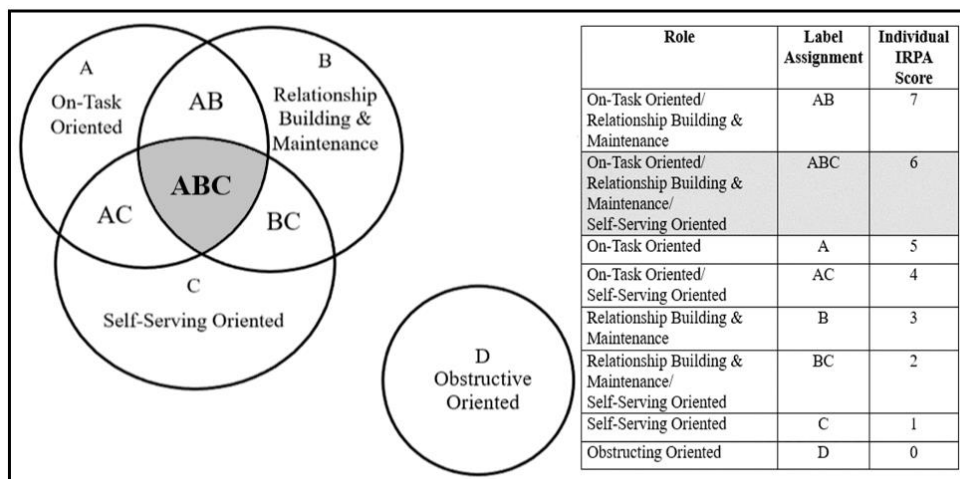 A
On-Task
Oriented
AB
B
Relationship
Building &
Maintenance
ABC
AC
BC
C
Self-Serving Oriented
D
Obstructive
Oriented
Role Label Assignment Individual IRPA Score
On-Task Oriented/
Relationship Building &
Maintenance
AB 7
On-Task Oriented/
Relationship Building &
Maintenance/
Self-Serving Oriented
ABC 6
On-Task Oriented A 5
On-Task Oriented/
Self-Serving Oriented
AC 4
Relationship Building &
Maintenance
B 3
Relationship Building &
Maintenance/
Self-Serving Oriented
BC 2
Self-Serving Oriented C 1
Obstructing Oriented D 0